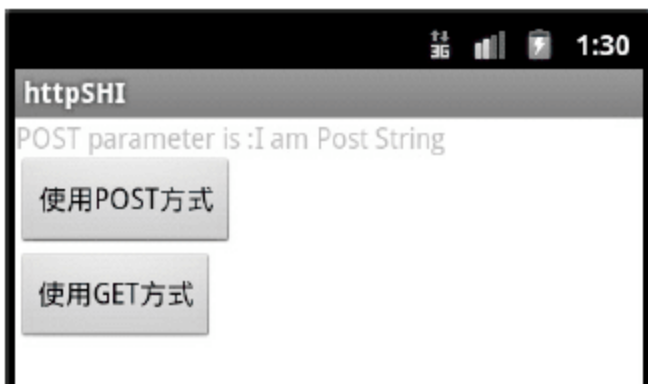 3G 1:30
httpSHI
POST parameter is :I am Post String
使用POST方式
使用GET方式